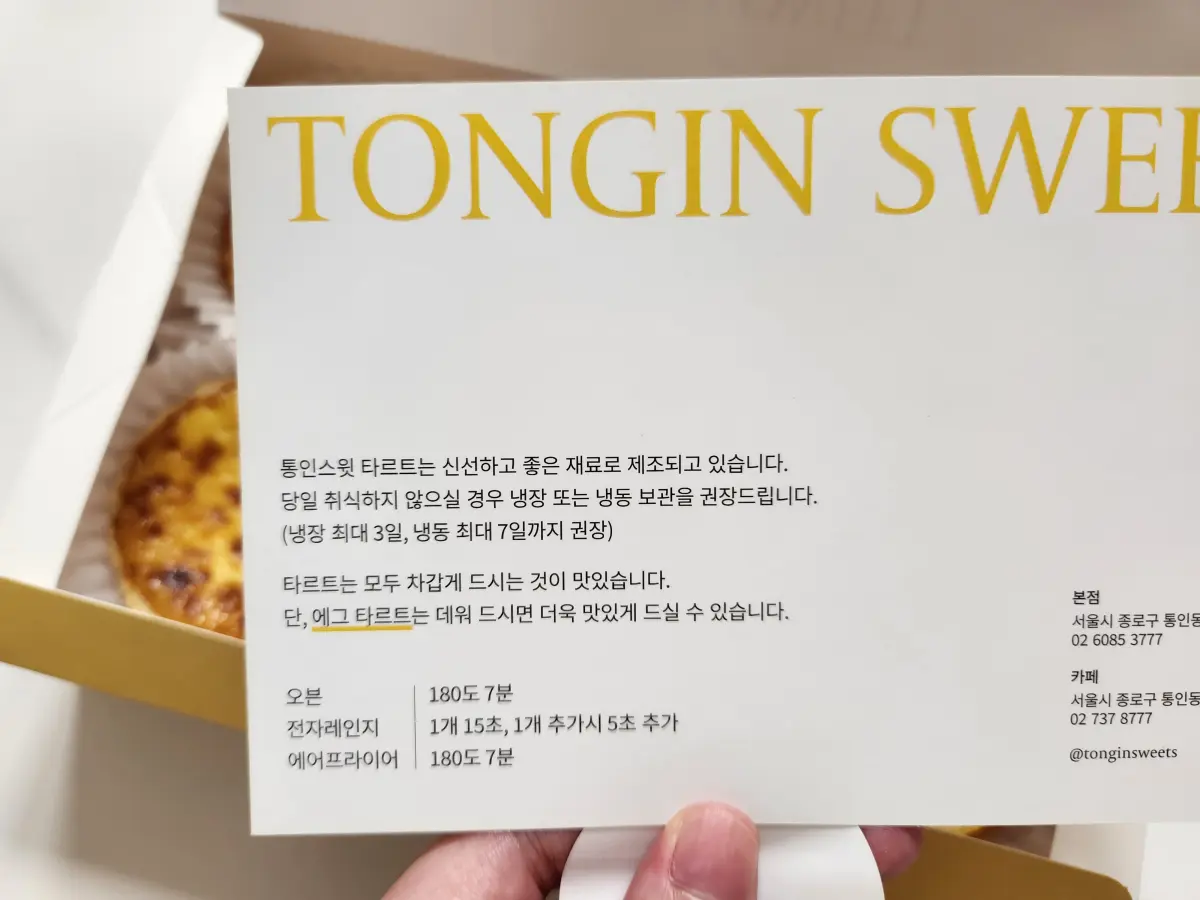 TONGIN SWEE
통인스윗 타르트는 신선하고 좋은 재료로 제조되고 있습니다.
당일 취식하지 않으실 경우 냉장 또는 냉동 보관을 권장드립니다.
(냉장 최대 3일, 냉동 최대 7일까지 권장)
타르트는 모두 차갑게 드시는 것이 맛있습니다.
단, 에그 타르트는 데워 드시면 더욱 맛있게 드실 수 있습니다.
오븐 180도 7분
전자레인지 1개 15초, 1개 추가시 5초 추가
에어프라이어 180도 7분
본점
서울시 종로구 통인동
02 6085 3777
카페
서울시 종로구 통인동
02 737 8777
@tonginsweets